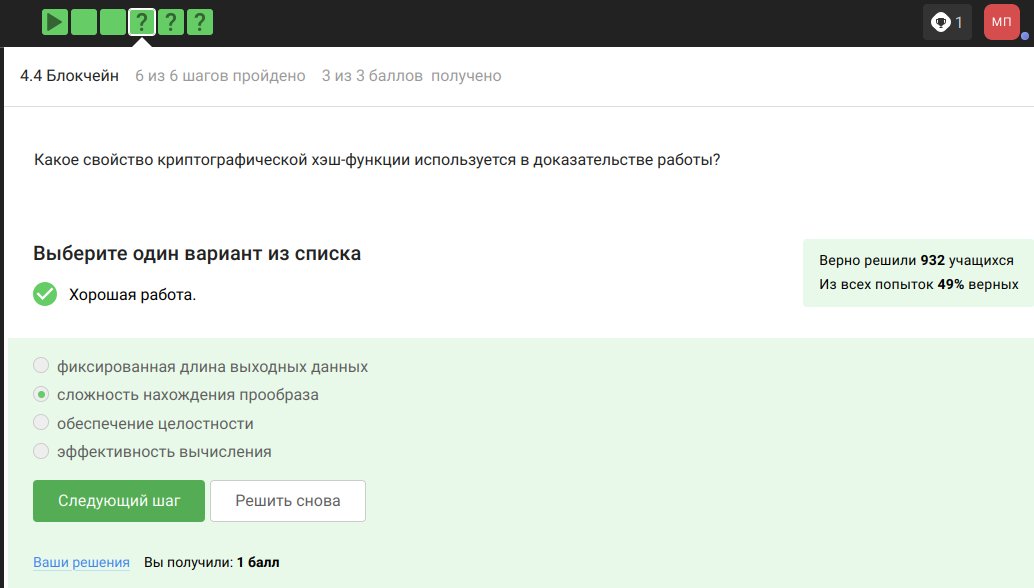 ? ? ?
1
МП
4.4 Блокчейн 6 из 6 шагов пройдено 3 из 3 баллов получено
Какое свойство криптографической хэш-функции используется в доказательстве работы?
Выберите один вариант из списка
Верно решили 932 учащихся
Из всех попыток 49% верных
Хорошая работа.
фиксированная длина выходных данных
сложность нахождения прообраза
обеспечение целостности
эффективность вычисления
Следующий шаг Решить снова
Ваши решения Вы получили: 1 балл